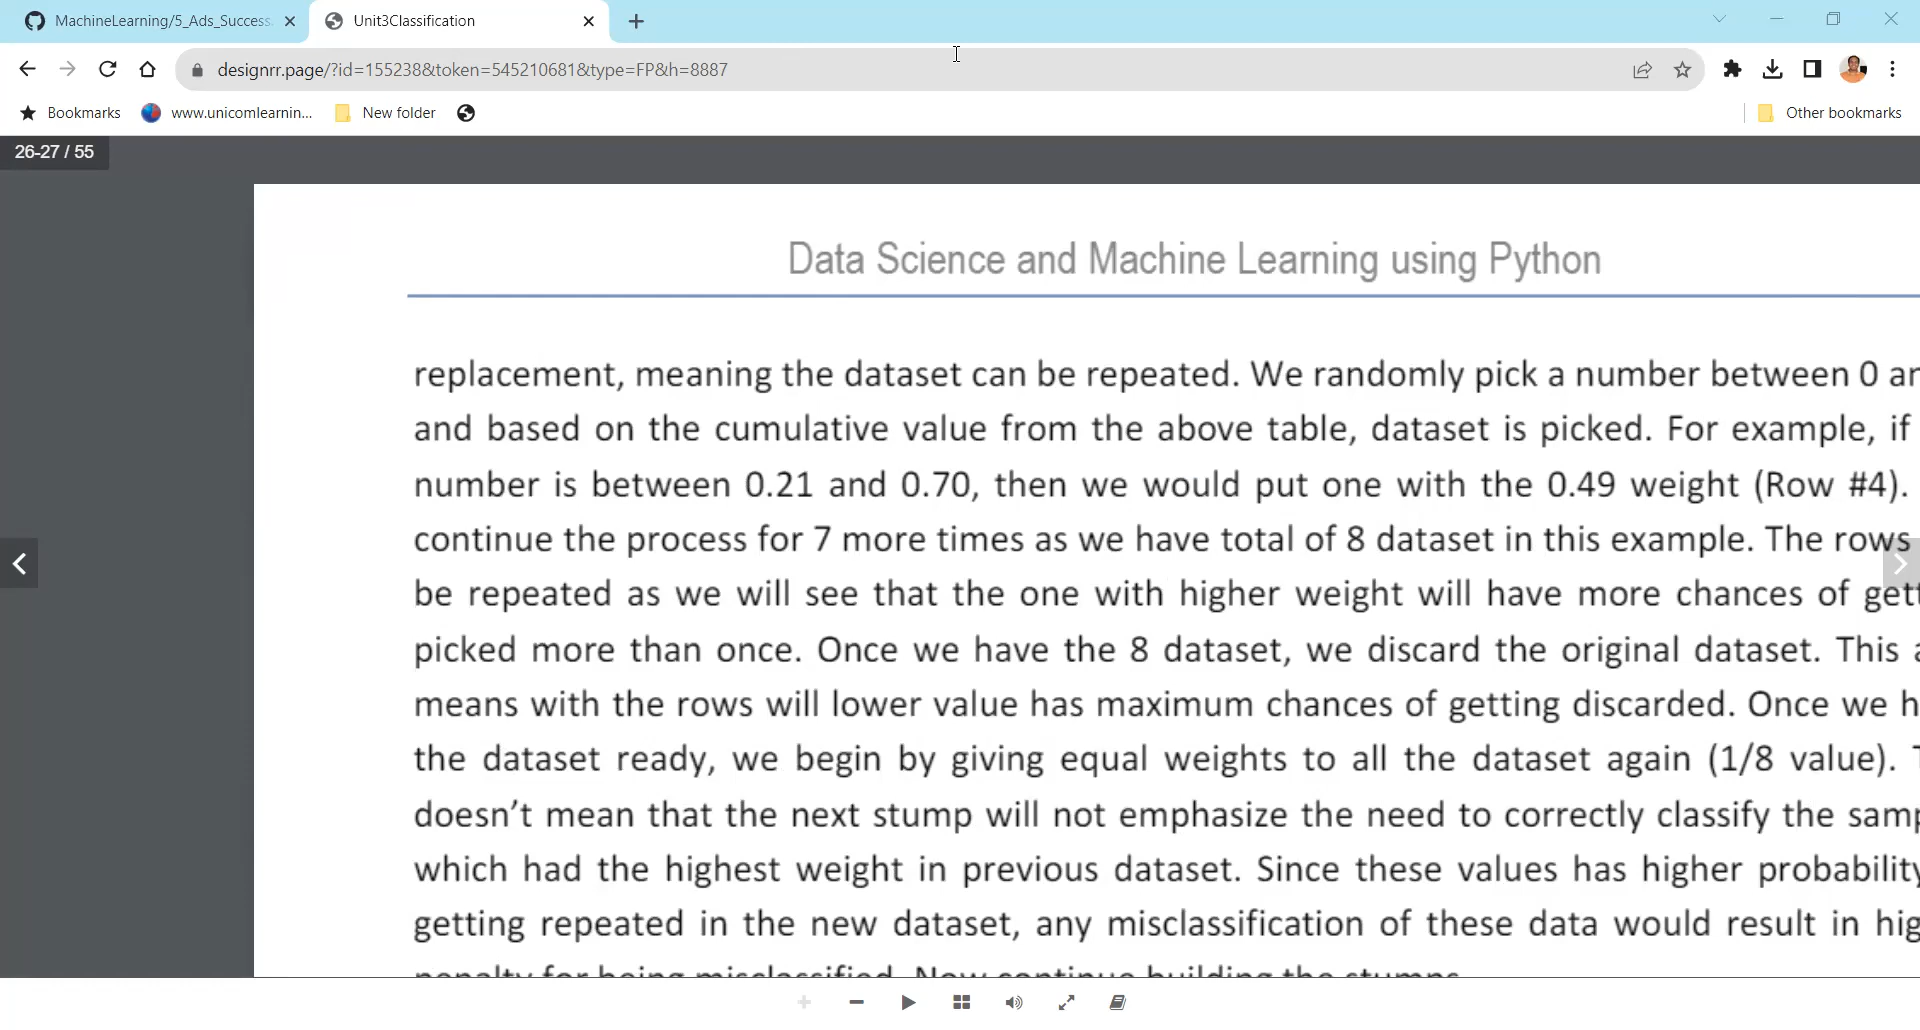 MachineLearning/5_Ads_Success
Unit3Classification
designrr.page/?id=155238&token=545210681&type=FP&h=8887
Bookmarks
www.unicomlearnin...
New folder
Other bookmarks
26-27 / 55
Data Science and Machine Learning using Python
replacement, meaning the dataset can be repeated. We randomly pick a number between 0
and based on the cumulative value from the above table, dataset is picked. For example, if
number is between 0.21 and 0.70, then we would put one with the 0.49 weight (Row #4).
continue the process for 7 more times as we have total of 8 dataset in this example. The rows
be repeated as we will see that the one with higher weight will have more chances of
picked more than once. Once we have the 8 dataset, we discard the original dataset. This
means with the rows will lower value has maximum chances of getting discarded. Once we
the dataset ready, we begin by giving equal weights to all the dataset again (1/8 value).
doesn't mean that the next stump will not emphasize the need to correctly classify the
which had the highest weight in previous dataset. Since these values has higher probability
getting repeated in the new dataset, any misclassification of these data would result in
penalty for being misclassified. Now continue building the stumps